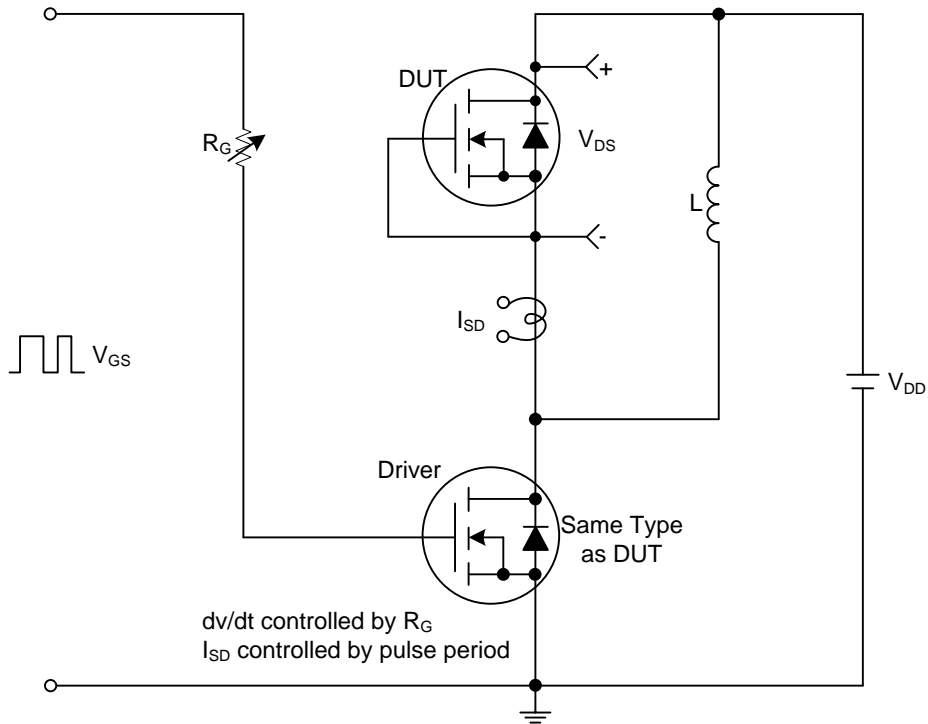 DUT
+
R_G
V_DS
L
-
I_SD
V_GS
V_DD
Driver
Same Type
as DUT
dv/dt controlled by R_G
I_SD controlled by pulse period